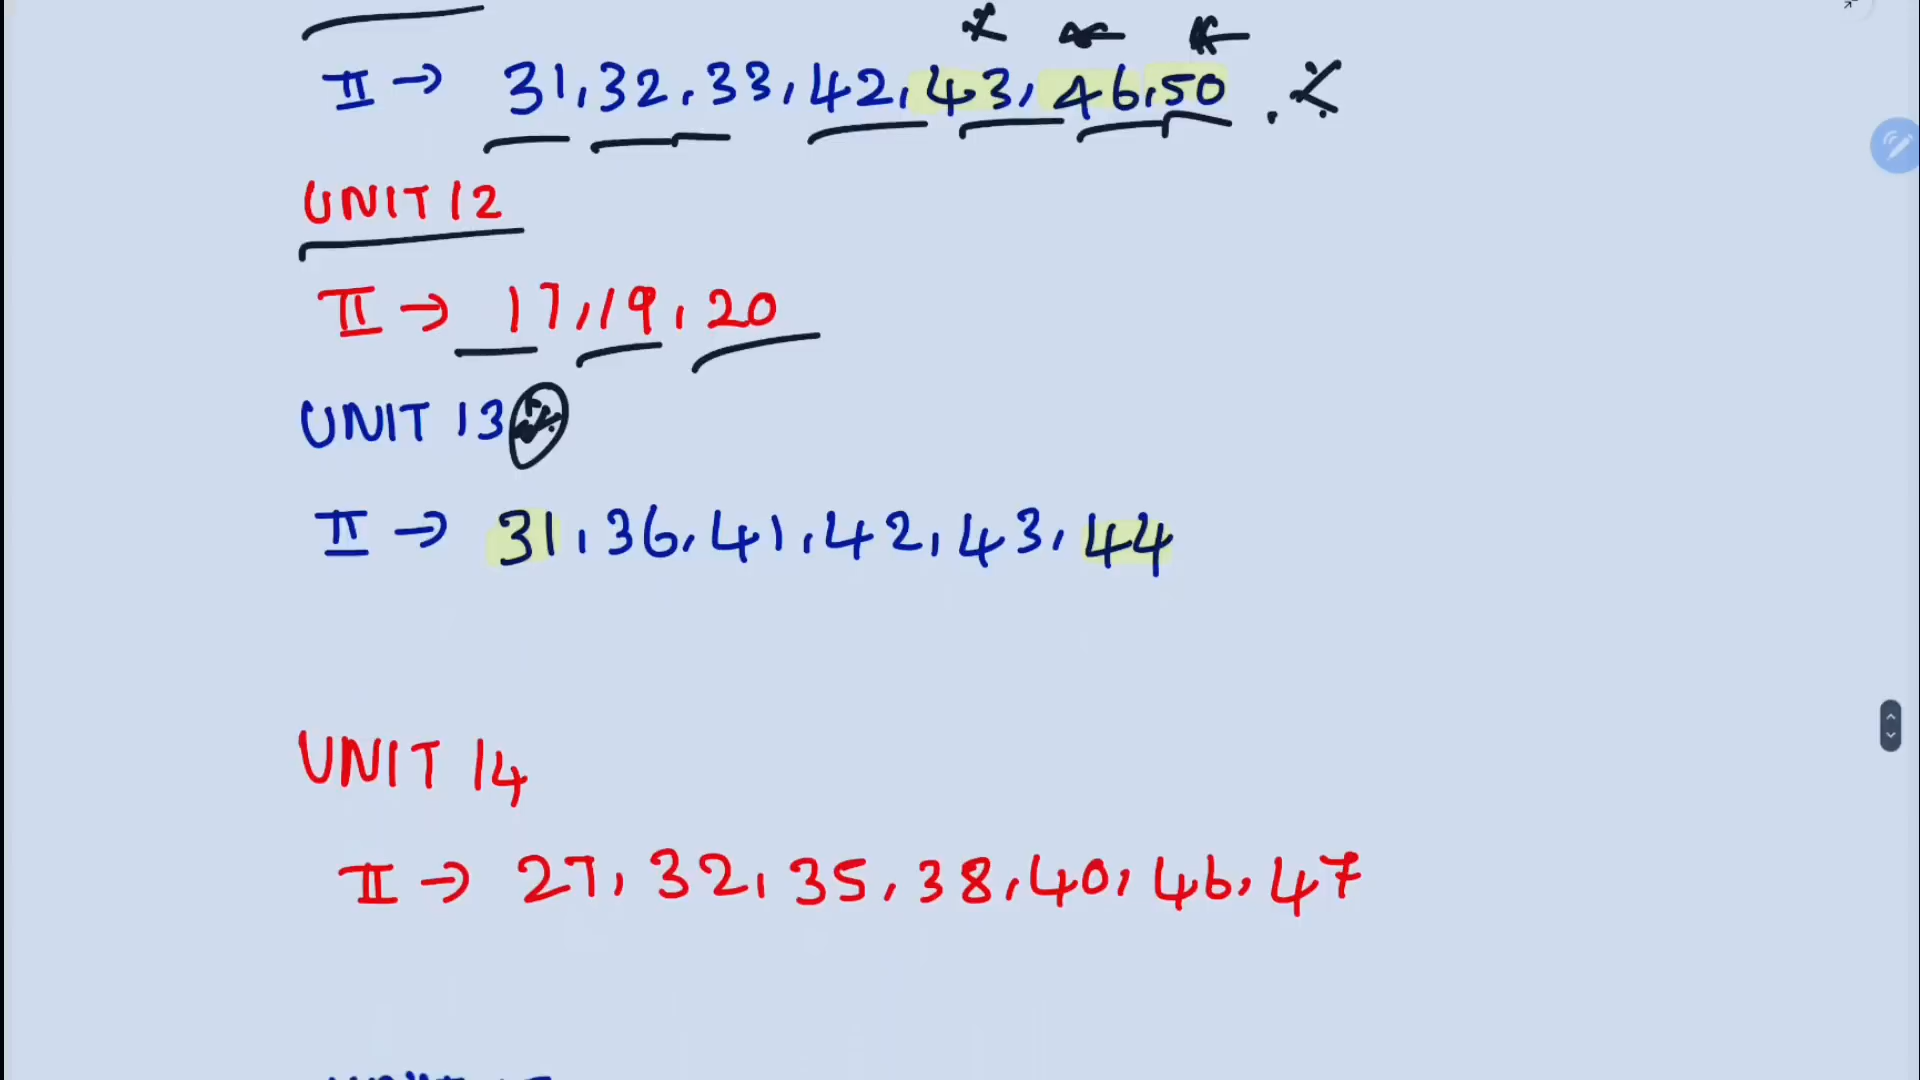 II → 31, 32, 33, 42, 43, 46, 50
UNIT 12
II → 17, 19, 20
UNIT 13
II → 31, 36, 41, 42, 43, 44
UNIT 14
II → 27, 32, 35, 38, 40, 46, 47